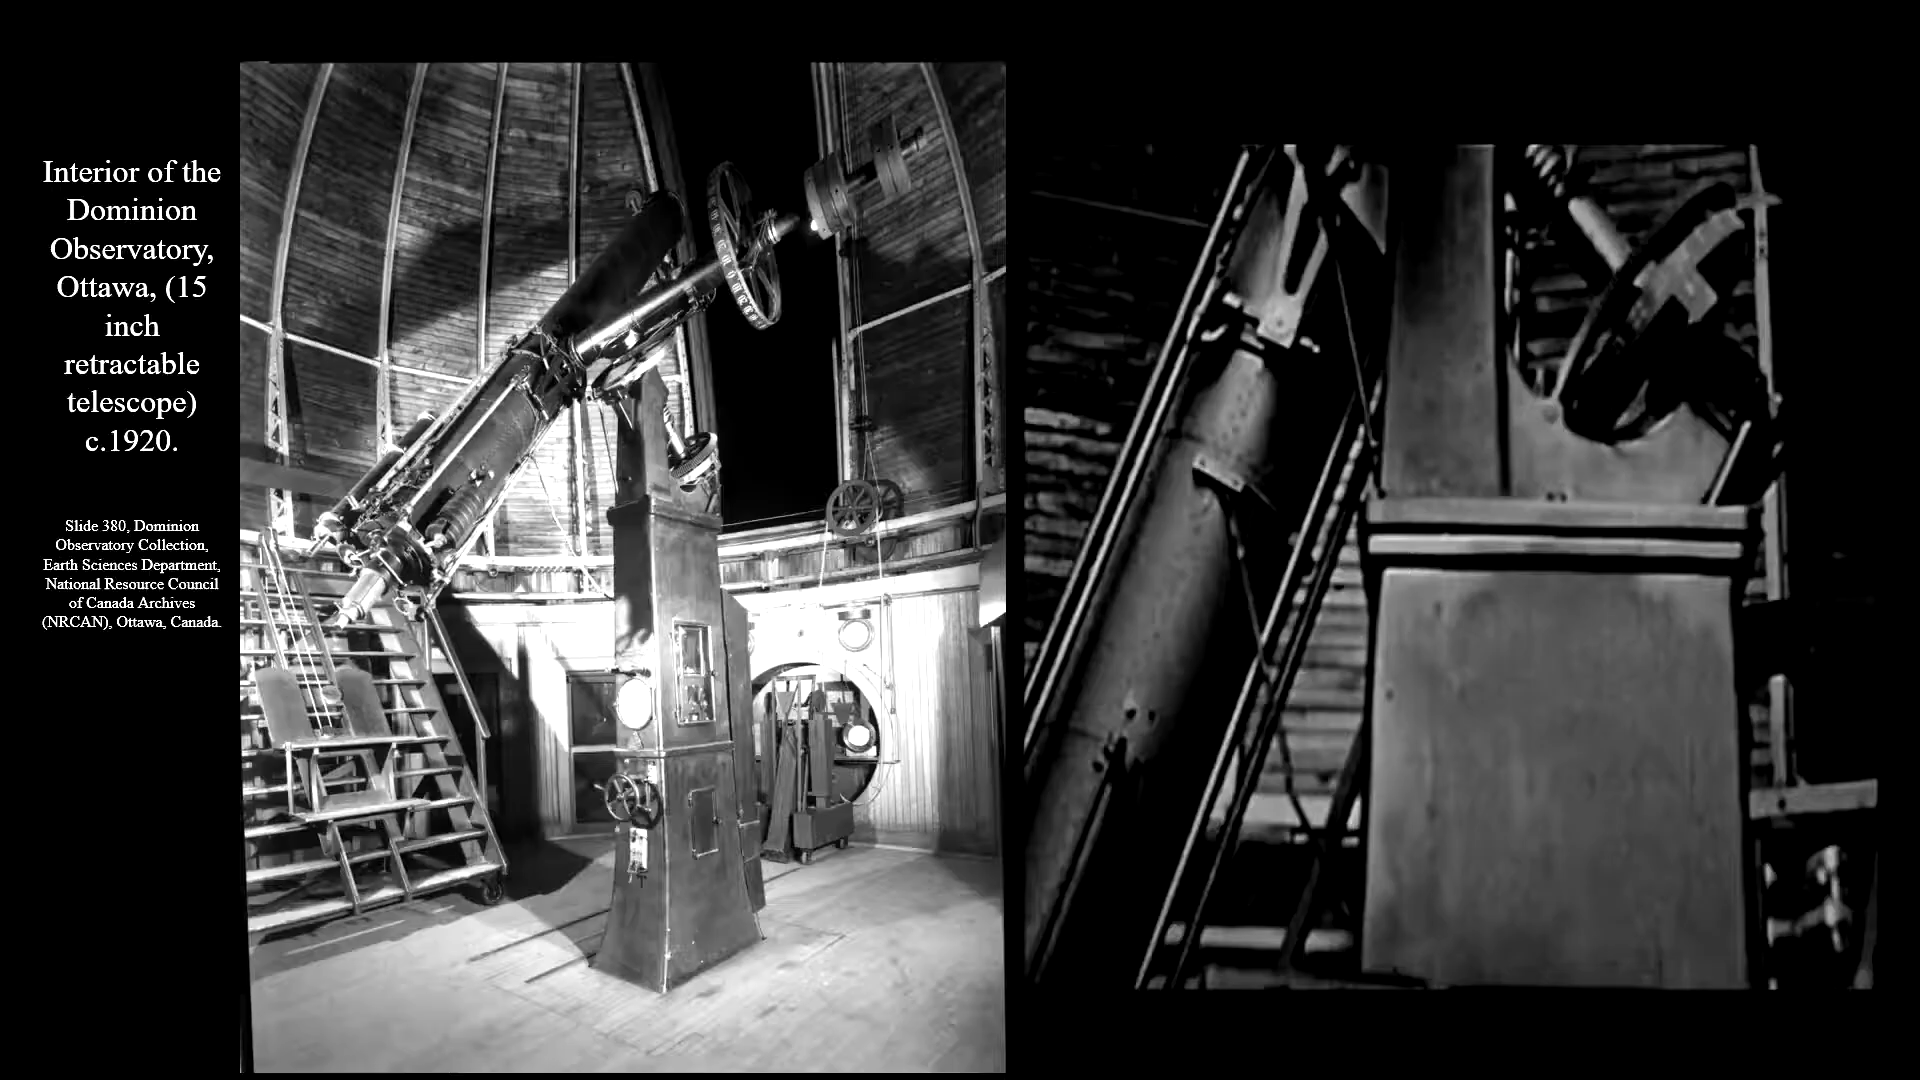 Interior of the
Dominion
Observatory,
Ottawa, (15
inch
retractable
telescope)
c.1920.
Slide 380, Dominion
Observatory Collection,
Earth Sciences Department,
National Resource Council
of Canada Archives
(NRCAN), Ottawa, Canada.